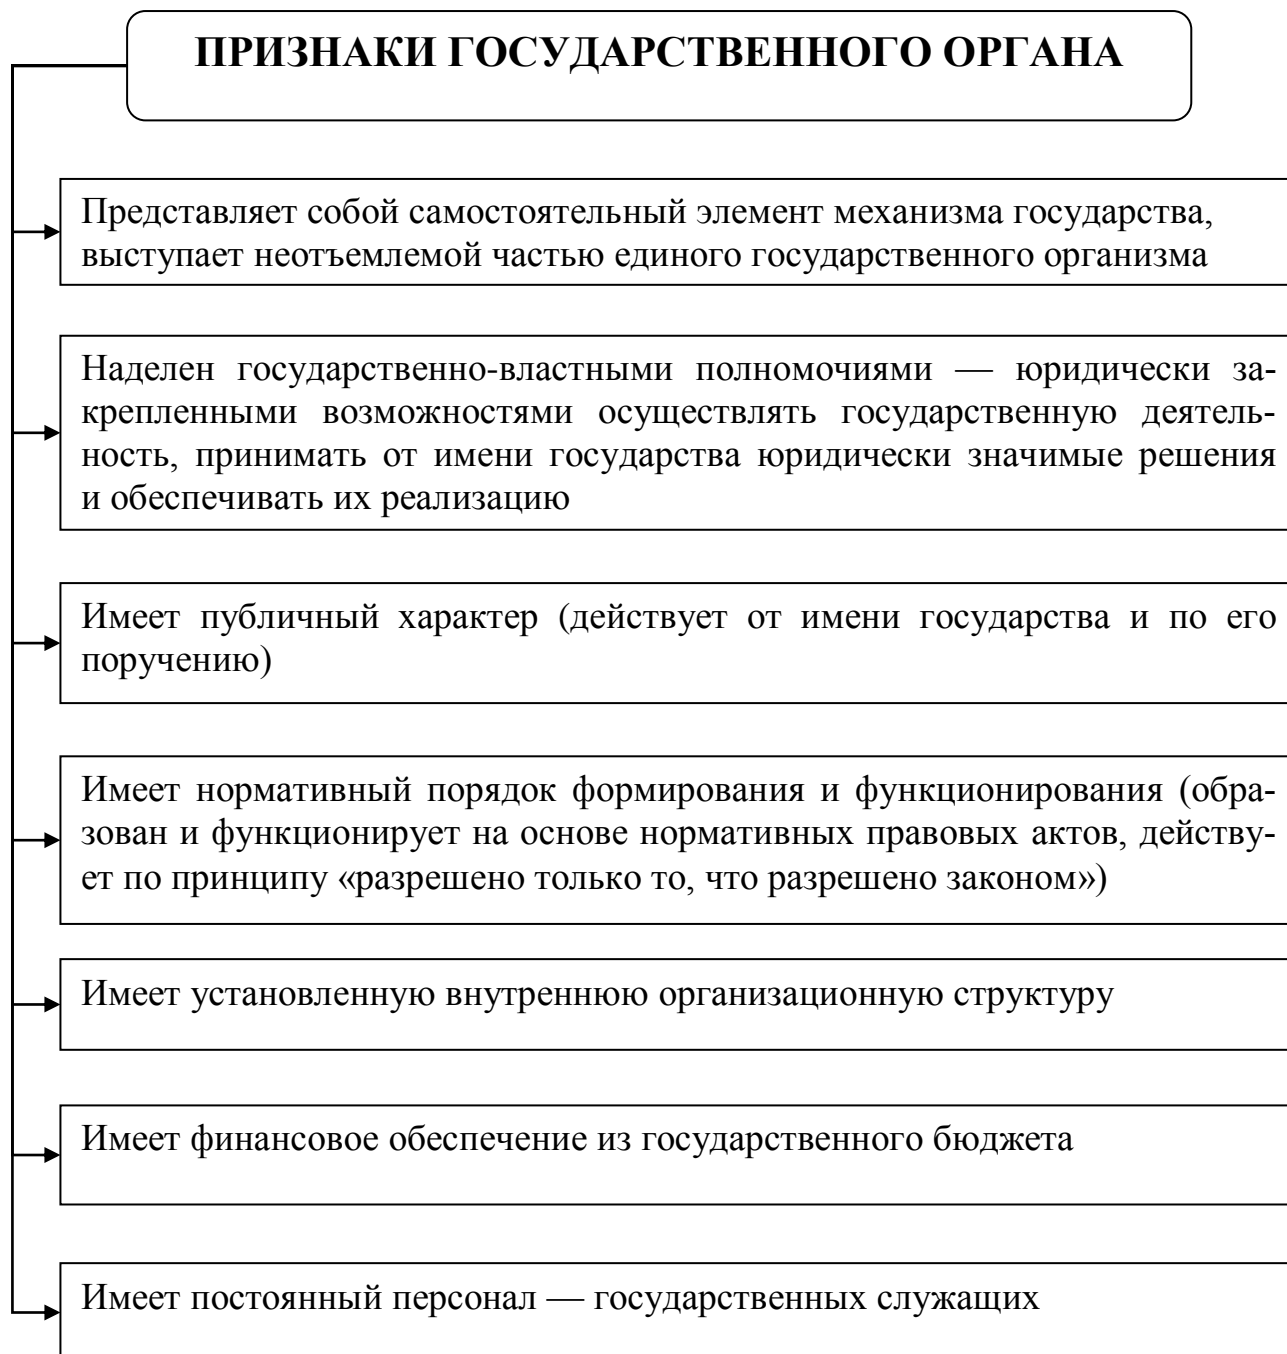 ПРИЗНАКИ ГОСУДАРСТВЕННОГО ОРГАНА
Представляет собой самостоятельный элемент механизма государства,
выступает неотъемлемой частью единого государственного организма
Наделен государственно-властными полномочиями — юридически за-
крепленными возможностями осуществлять государственную деятель-
ность, принимать от имени государства юридически значимые решения
и обеспечивать их реализацию
Имеет публичный характер (действует от имени государства и по его
поручению)
Имеет нормативный порядок формирования и функционирования (обра-
зован и функционирует на основе нормативных правовых актов, действу-
ет по принципу «разрешено только то, что разрешено законом»)
Имеет установленную внутреннюю организационную структуру
Имеет финансовое обеспечение из государственного бюджета
Имеет постоянный персонал — государственных служащих